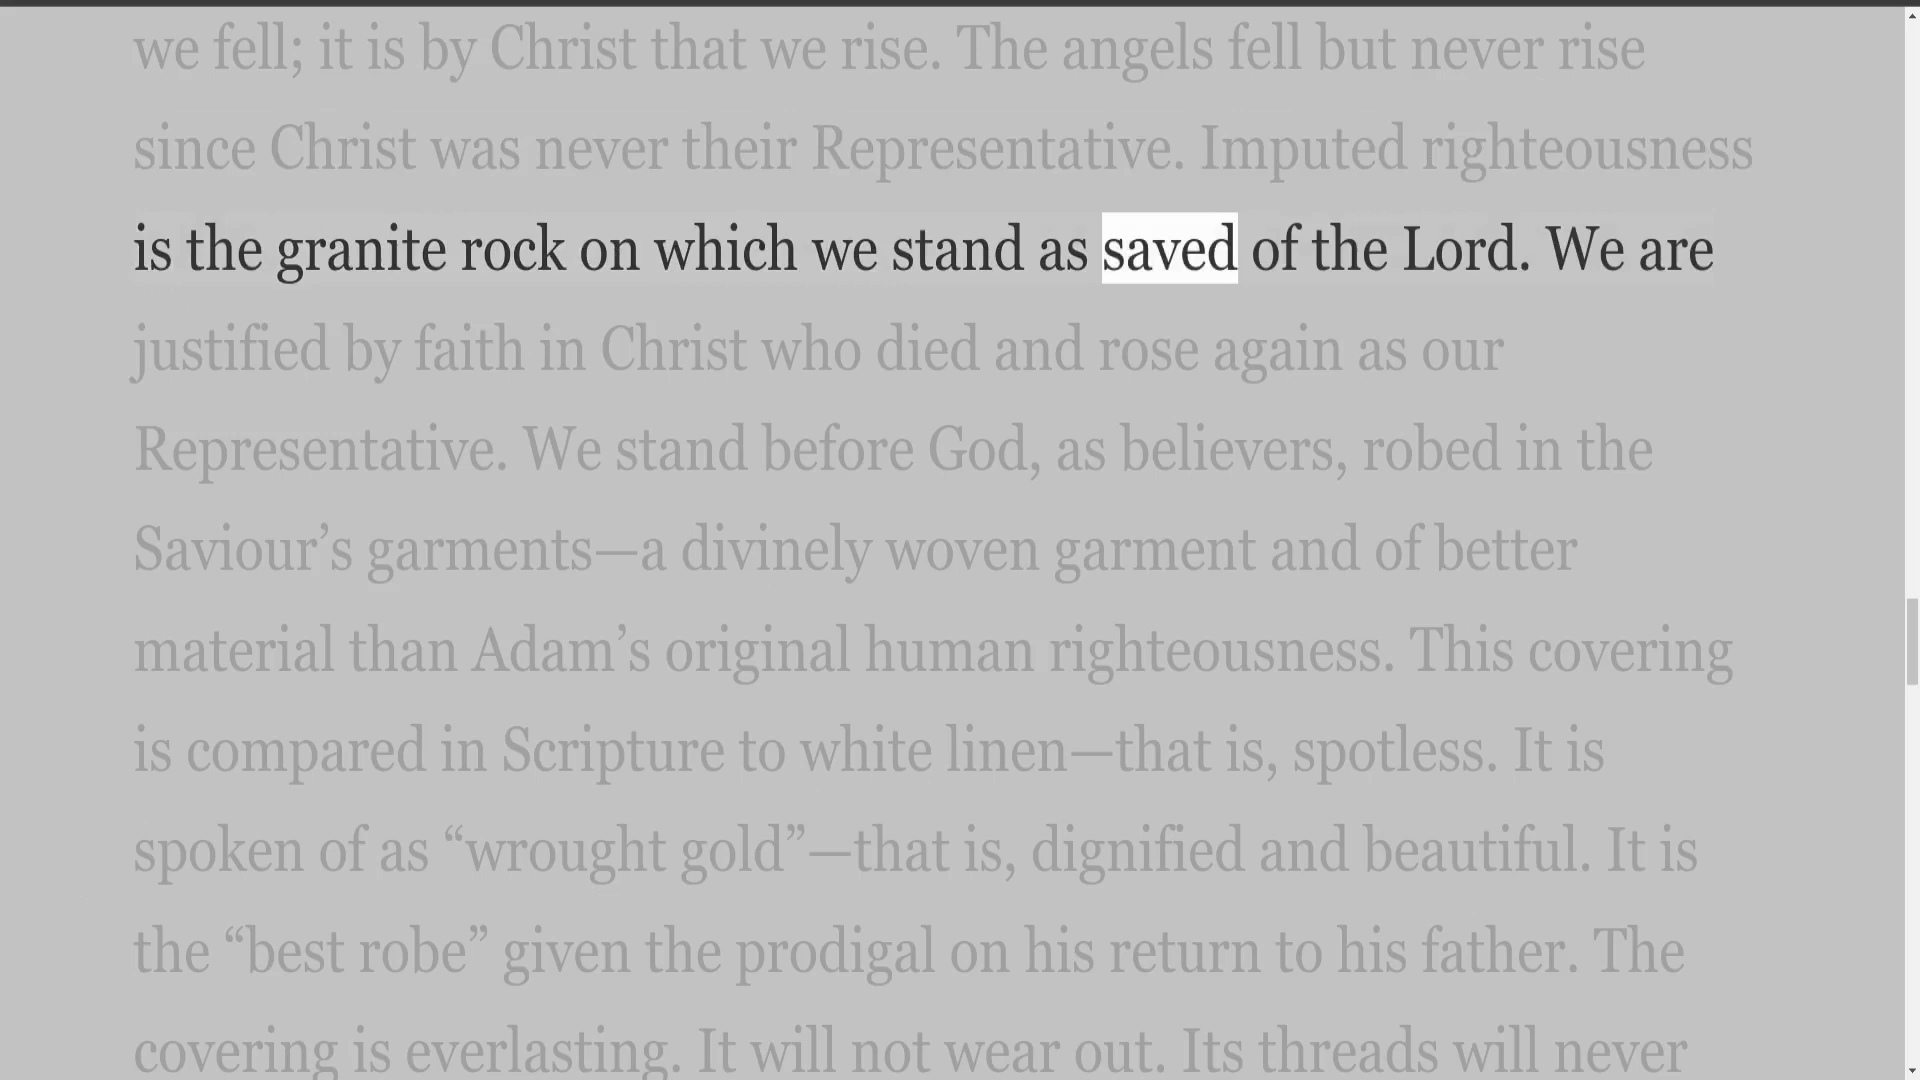 we fell; it is by Christ that we rise. The angels fell but never rise
since Christ was never their Representative. Imputed righteousness
is the granite rock on which we stand as saved of the Lord. We are
justified by faith in Christ who died and rose again as our
Representative. We stand before God, as believers, robed in the
Saviour’s garments—a divinely woven garment and of better
material than Adam’s original human righteousness. This covering
is compared in Scripture to white linen—that is, spotless. It is
spoken of as “wrought gold”—that is, dignified and beautiful. It is
the “best robe” given the prodigal on his return to his father. The
covering is everlasting. It will not wear out. Its threads will never